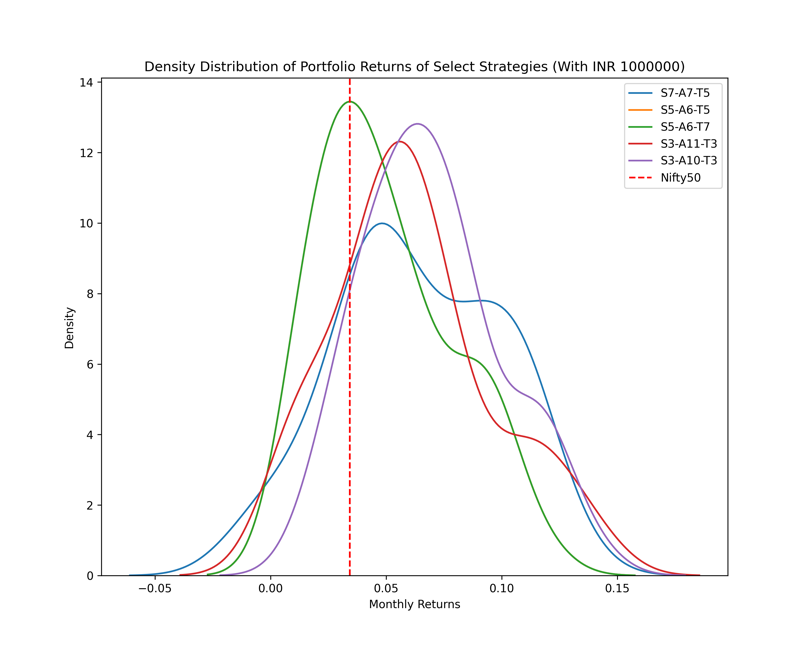 Density Distribution of Portfolio Returns of Select Strategies (With INR 1000000)
14
12
10
8
6
4
2
0
Density
−0.05
0.00
0.05
0.10
0.15
Monthly Returns
S7-A7-T5
S5-A6-T5
S5-A6-T7
S3-A11-T3
S3-A10-T3
Nifty50